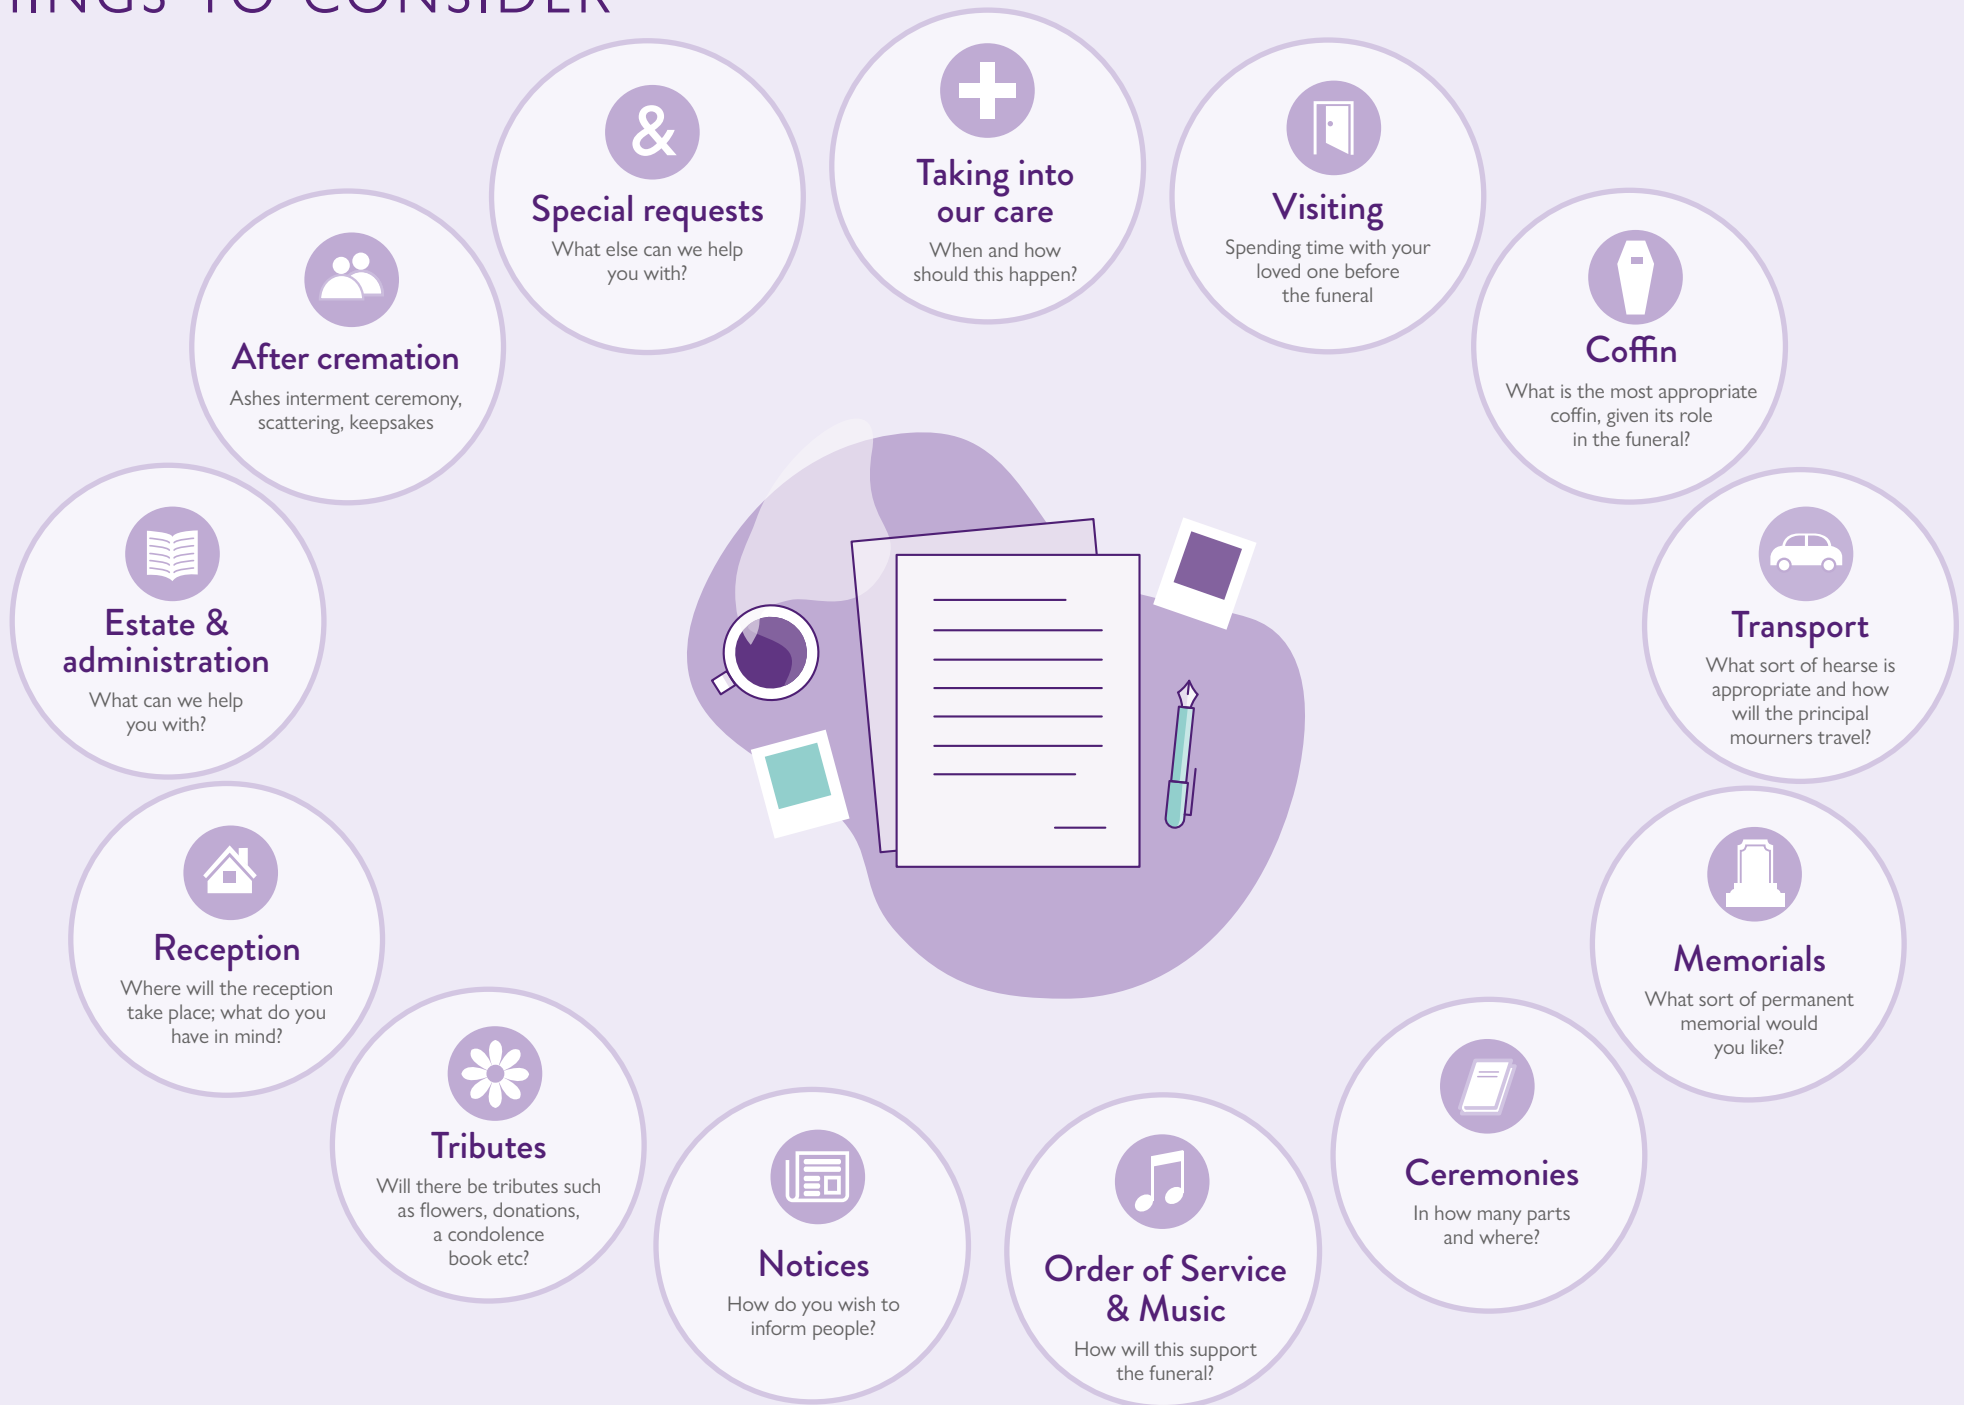 TO CONSIDER
&
Special requests
What else can we help
you with?
Taking into
our care
When and how
should this happen?
Visiting
Spending time with your
loved one before
the funeral
Coffin
What is the most appropriate
coffin, given its role
in the funeral?
Transport
What sort of hearse is
appropriate and how
will the principal
mourners travel?
Memorials
What sort of permanent
memorial would
you like?
Ceremonies
In how many parts
and where?
Order of Service
& Music
How will this support
the funeral?
Notices
How do you wish to
inform people?
Tributes
Will there be tributes such
as flowers, donations,
a condolence
book etc?
Reception
Where will the reception
take place; what do you
have in mind?
Estate &
administration
What can we help
you with?
After cremation
Ashes interment ceremony,
scattering, keepsakes